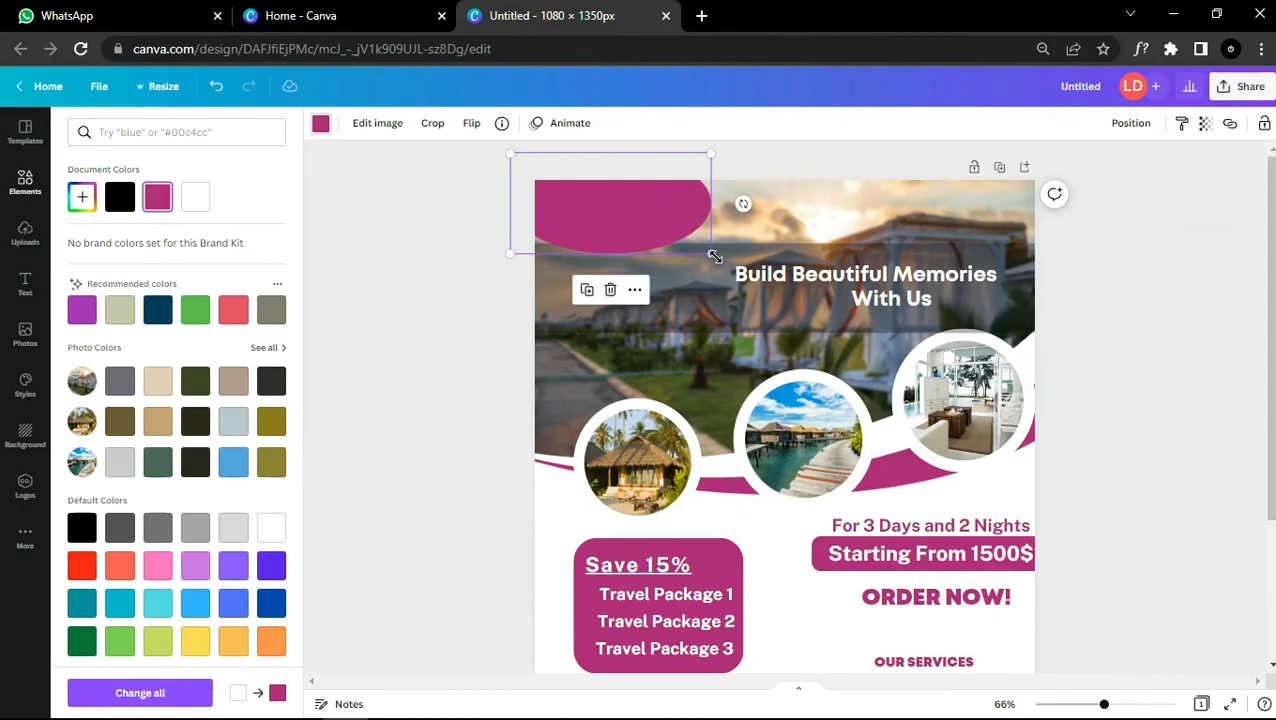 WhatsApp
Home - Canva
Untitled - 1080 × 1350px
canva.com/design/DAFJfiEjPMc/mcJ_-_jV1k909UJL-sz8Dg/edit
Home
File
Resize
Untitled
LD
Share
Try "blue" or "#00c4cc"
Edit image
Crop
Flip
Animate
Position
Templates
Elements
Uploads
Text
Photos
Styles
Background
Logos
More
Document Colors
No brand colors set for this Brand Kit
Recommended colors
Photo Colors
See all
Default Colors
Change all
Build Beautiful Memories
With Us
For 3 Days and 2 Nights
Starting From 1500$
ORDER NOW!
Save 15%
Travel Package 1
Travel Package 2
Travel Package 3
OUR SERVICES
Notes
66%
1